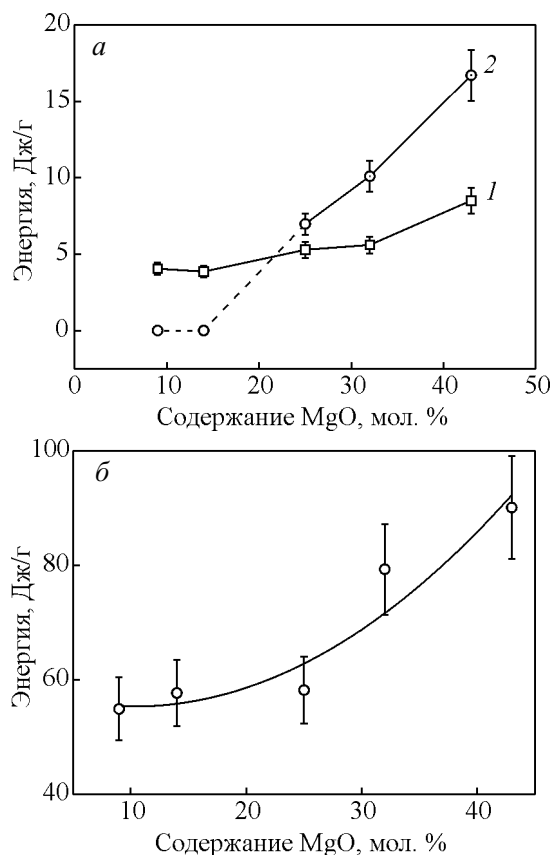 а
20
15
10
5
0
Энергия, Дж/г
2
1
0 10 20 30 40 50
Содержание MgO, мол. %
б
100
80
60
40
Энергия, Дж/г
10 20 30 40
Содержание MgO, мол. %